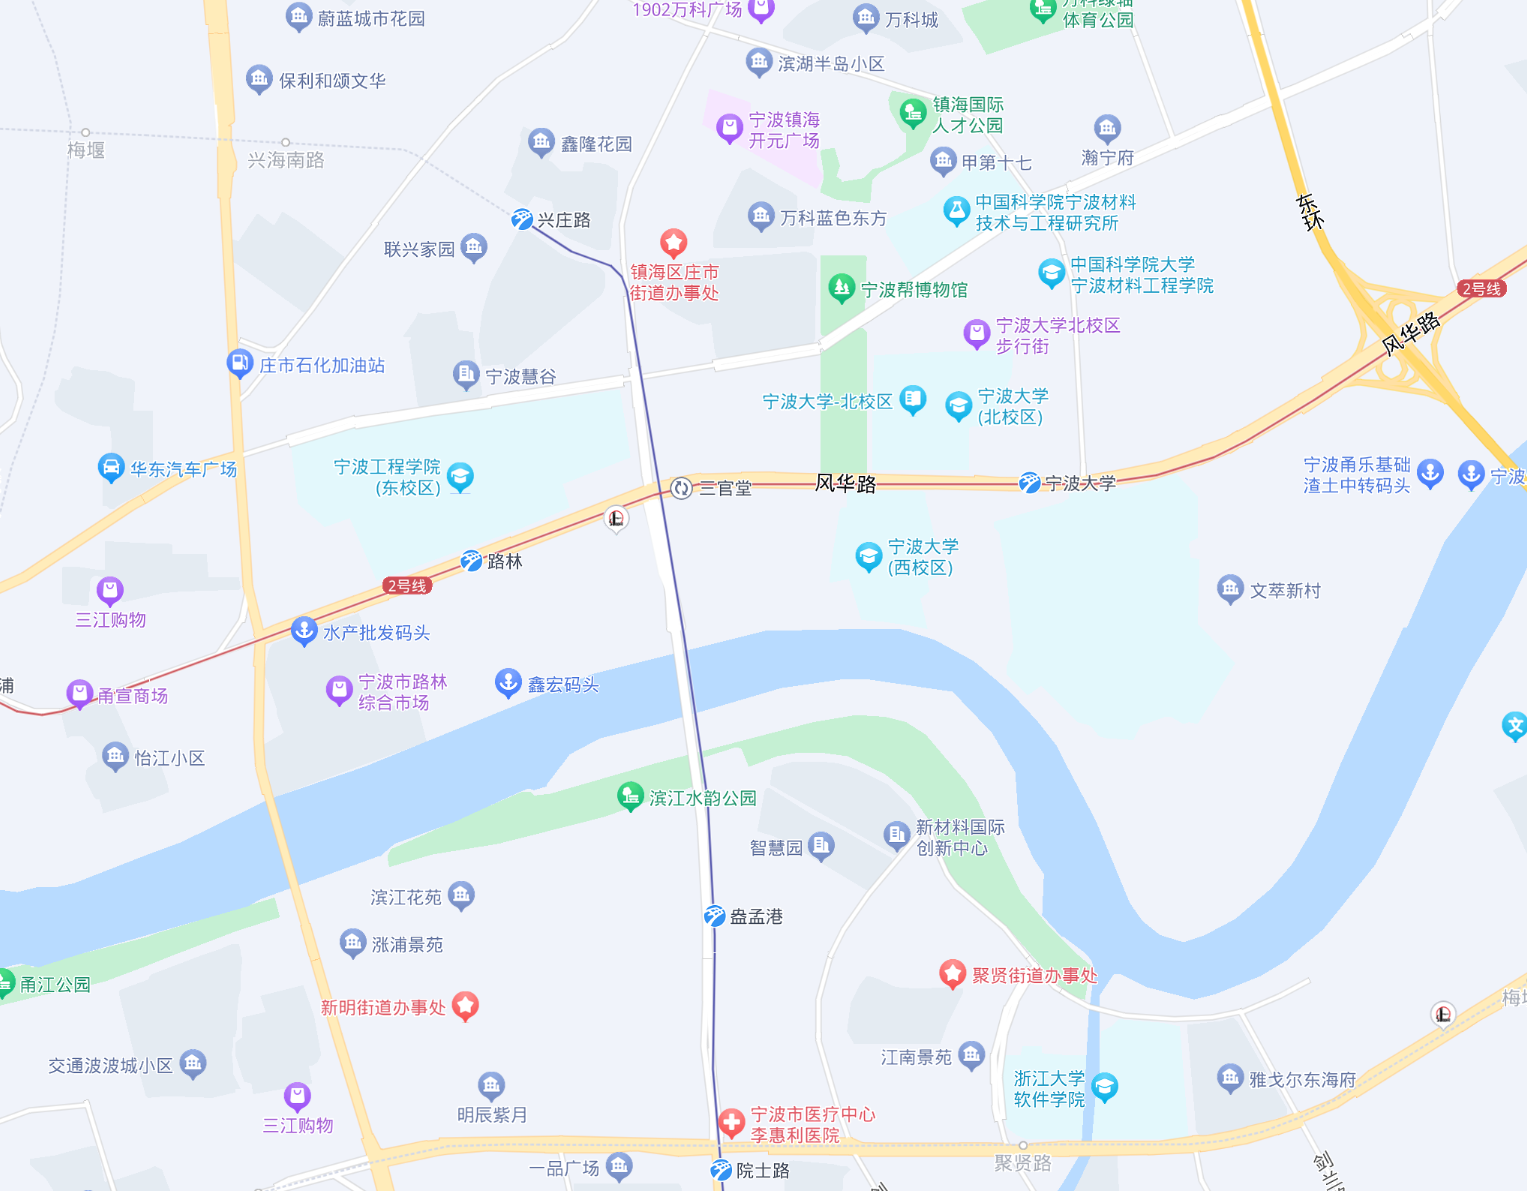 蔚蓝城市花园
1902万科广场
万科城
体育公园
保利和颂文华
滨湖半岛小区
梅堰
兴海南路
鑫隆花园
宁波镇海
开元广场
镇海国际
人才公园
甲第十七
瀚宁府
兴庄路
联兴家园
万科蓝色东方
中国科学院宁波材料
技术与工程研究所
东环
镇海区庄市
街道办事处
宁波帮博物馆
中国科学院大学
宁波材料工程学院
2号线
宁波大学北校区
步行街
风华路
庄市石化加油站
宁波慧谷
宁波大学-北校区
宁波大学
(北校区)
华东汽车广场
宁波工程学院
(东校区)
三官堂
风华路
宁波大学
宁波甬乐基础
渣土中转码头
宁波
路林
2号线
宁波大学
(西校区)
文萃新村
三江购物
水产批发码头
浦
甬宣商场
宁波市路林
综合市场
鑫宏码头
文
怡江小区
滨江水韵公园
智慧园
新材料国际
创新中心
滨江花苑
盎孟港
涨浦景苑
甬江公园
新明街道办事处
聚贤街道办事处
交通波波城小区
江南景苑
浙江大学
软件学院
雅戈尔东海府
三江购物
明辰紫月
宁波市医疗中心
李惠利医院
一品广场
院士路
聚贤路